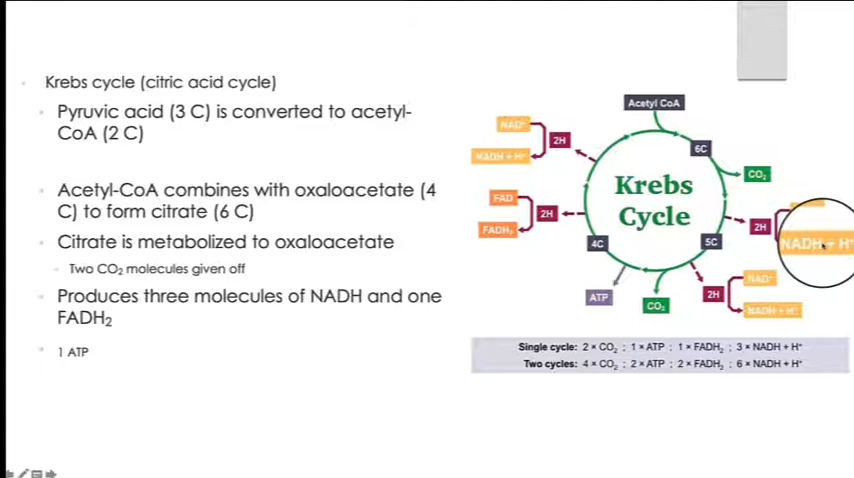 Krebs cycle (citric acid cycle)
Pyruvic acid (3 C) is converted to acetyl-
CoA (2 C)
Acetyl-CoA combines with oxaloacetate (4
C) to form citrate (6 C)
Citrate is metabolized to oxaloacetate
Two CO₂ molecules given off
Produces three molecules of NADH and one
FADH₂
1 ATP
Acetyl CoA
NAD⁺
2H
NADH + H⁺
6C
CO₂
Krebs
Cycle
FAD
2H
FADH₂
2H
NADH + H⁺
4C
5C
ATP
CO₂
2H
NAD⁺
NADH + H⁺
Single cycle: 2 × CO₂ ; 1 × ATP ; 1 × FADH₂ ; 3 × NADH + H⁺
Two cycles: 4 × CO₂ ; 2 × ATP ; 2 × FADH₂ ; 6 × NADH + H⁺